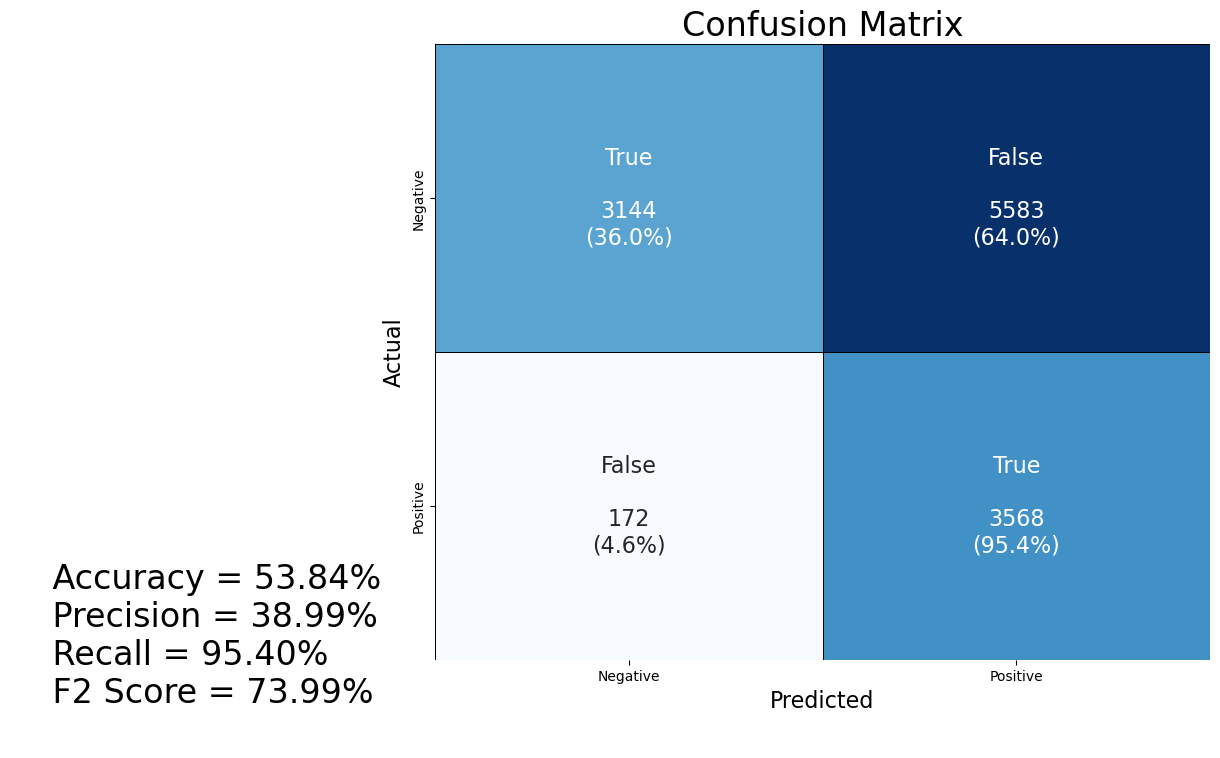 Confusion Matrix
True
False
3144
5583
(36.0%)
(64.0%)
Negative
Actual
False
True
172
3568
(4.6%)
(95.4%)
Positive
Negative
Positive
Predicted
Accuracy = 53.84%
Precision = 38.99%
Recall = 95.40%
F2 Score = 73.99%